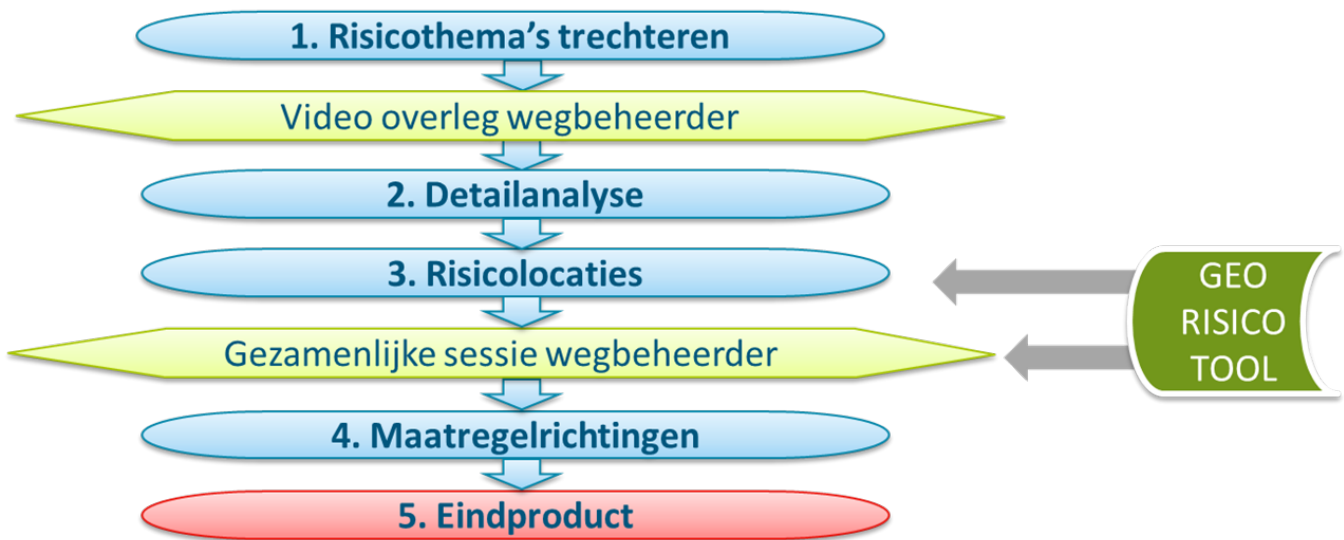 1. Risicothema's trechteren
Video overleg wegbeheerder
2. Detailanalyse
3. Risicolocaties
Gezamenlijke sessie wegbeheerder
4. Maatregelrichtingen
5. Eindproduct
GEO
RISICO
TOOL